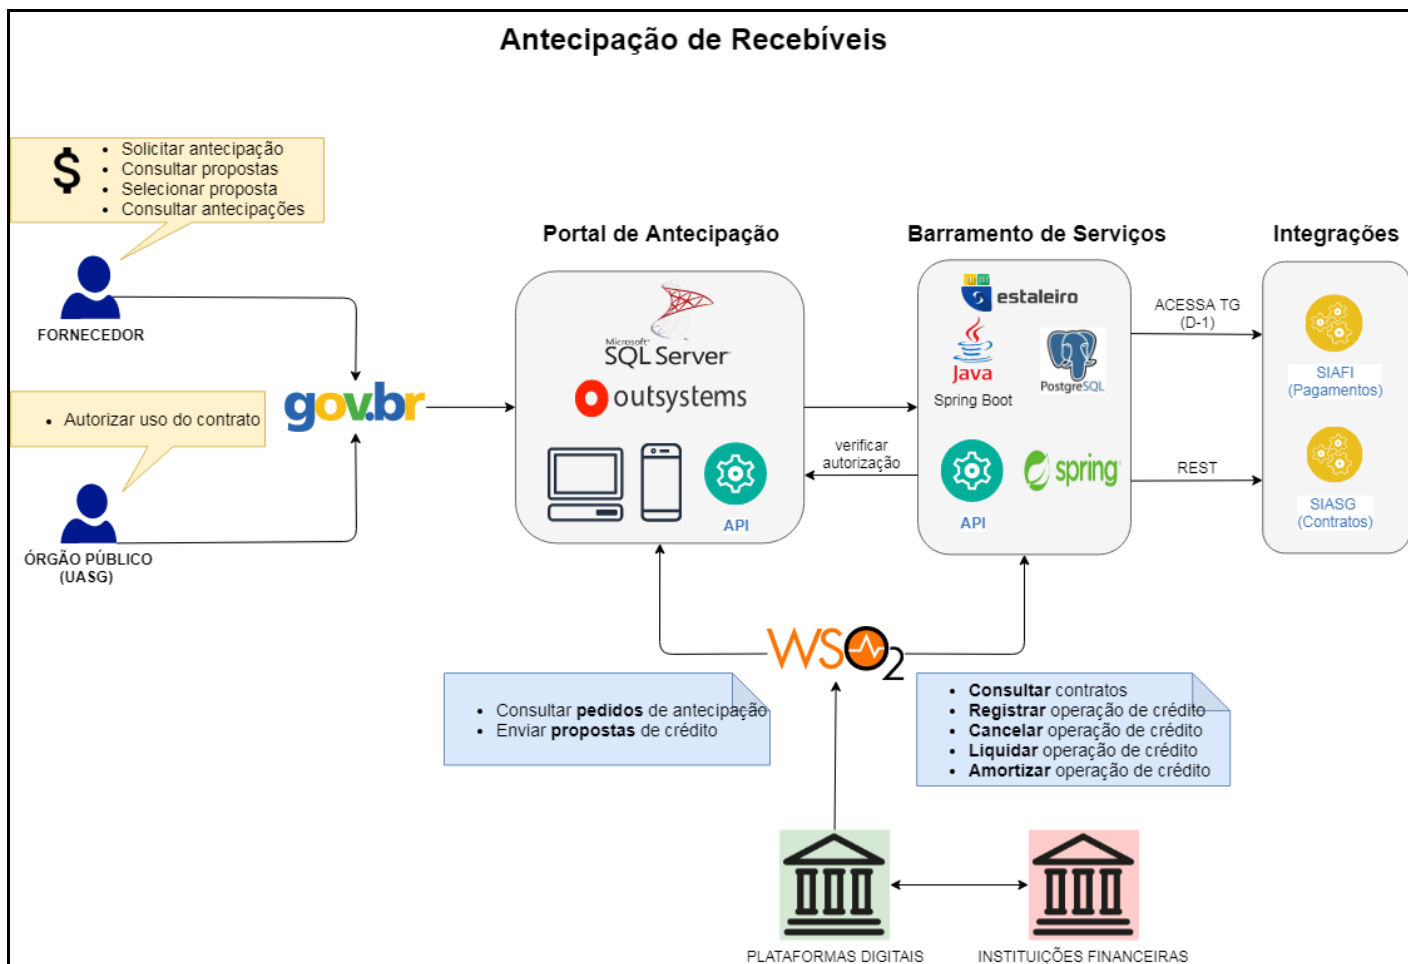 Antecipação de Recebíveis
$
• Solicitar antecipação
• Consultar propostas
• Selecionar proposta
• Consultar antecipações
FORNECEDOR
• Autorizar uso do contrato
ÓRGÃO PÚBLICO
(UASG)
gov.br
Portal de Antecipação
Microsoft®
SQL Server®
outsystems
API
verificar
autorização
Barramento de Serviços
estaleiro
Java
Spring Boot
PostgreSQL
API
spring
ACESSA TG
(D-1)
REST
Integrações
SIAFI
(Pagamentos)
SIASG
(Contratos)
WSO2
• Consultar pedidos de antecipação
• Enviar propostas de crédito
• Consultar contratos
• Registrar operação de crédito
• Cancelar operação de crédito
• Liquidar operação de crédito
• Amortizar operação de crédito
PLATAFORMAS DIGITAIS
INSTITUIÇÕES FINANCEIRAS